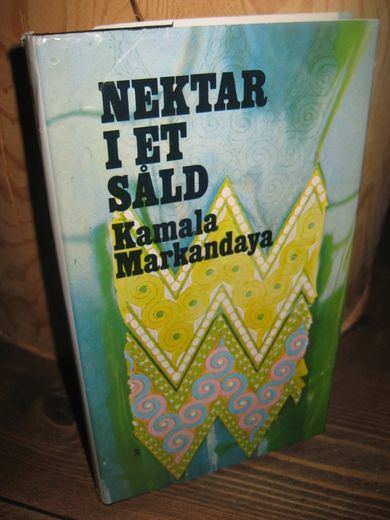 NEKTAR
I ET
SÅLD
Kamala
Markandaya